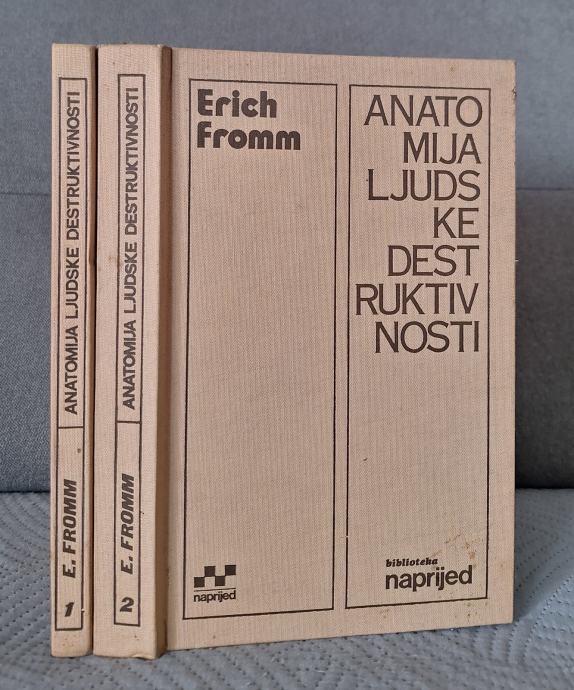 1 E. FROMM ANATOMIJA LJUDSKE DESTRUKTIVNOSTI
2 E. FROMM ANATOMIJA LJUDSKE DESTRUKTIVNOSTI
Erich
Fromm
ANATO
MIJA
LJUDS
KE
DEST
RUKTIV
NOSTI
naprijed
biblioteka
naprijed